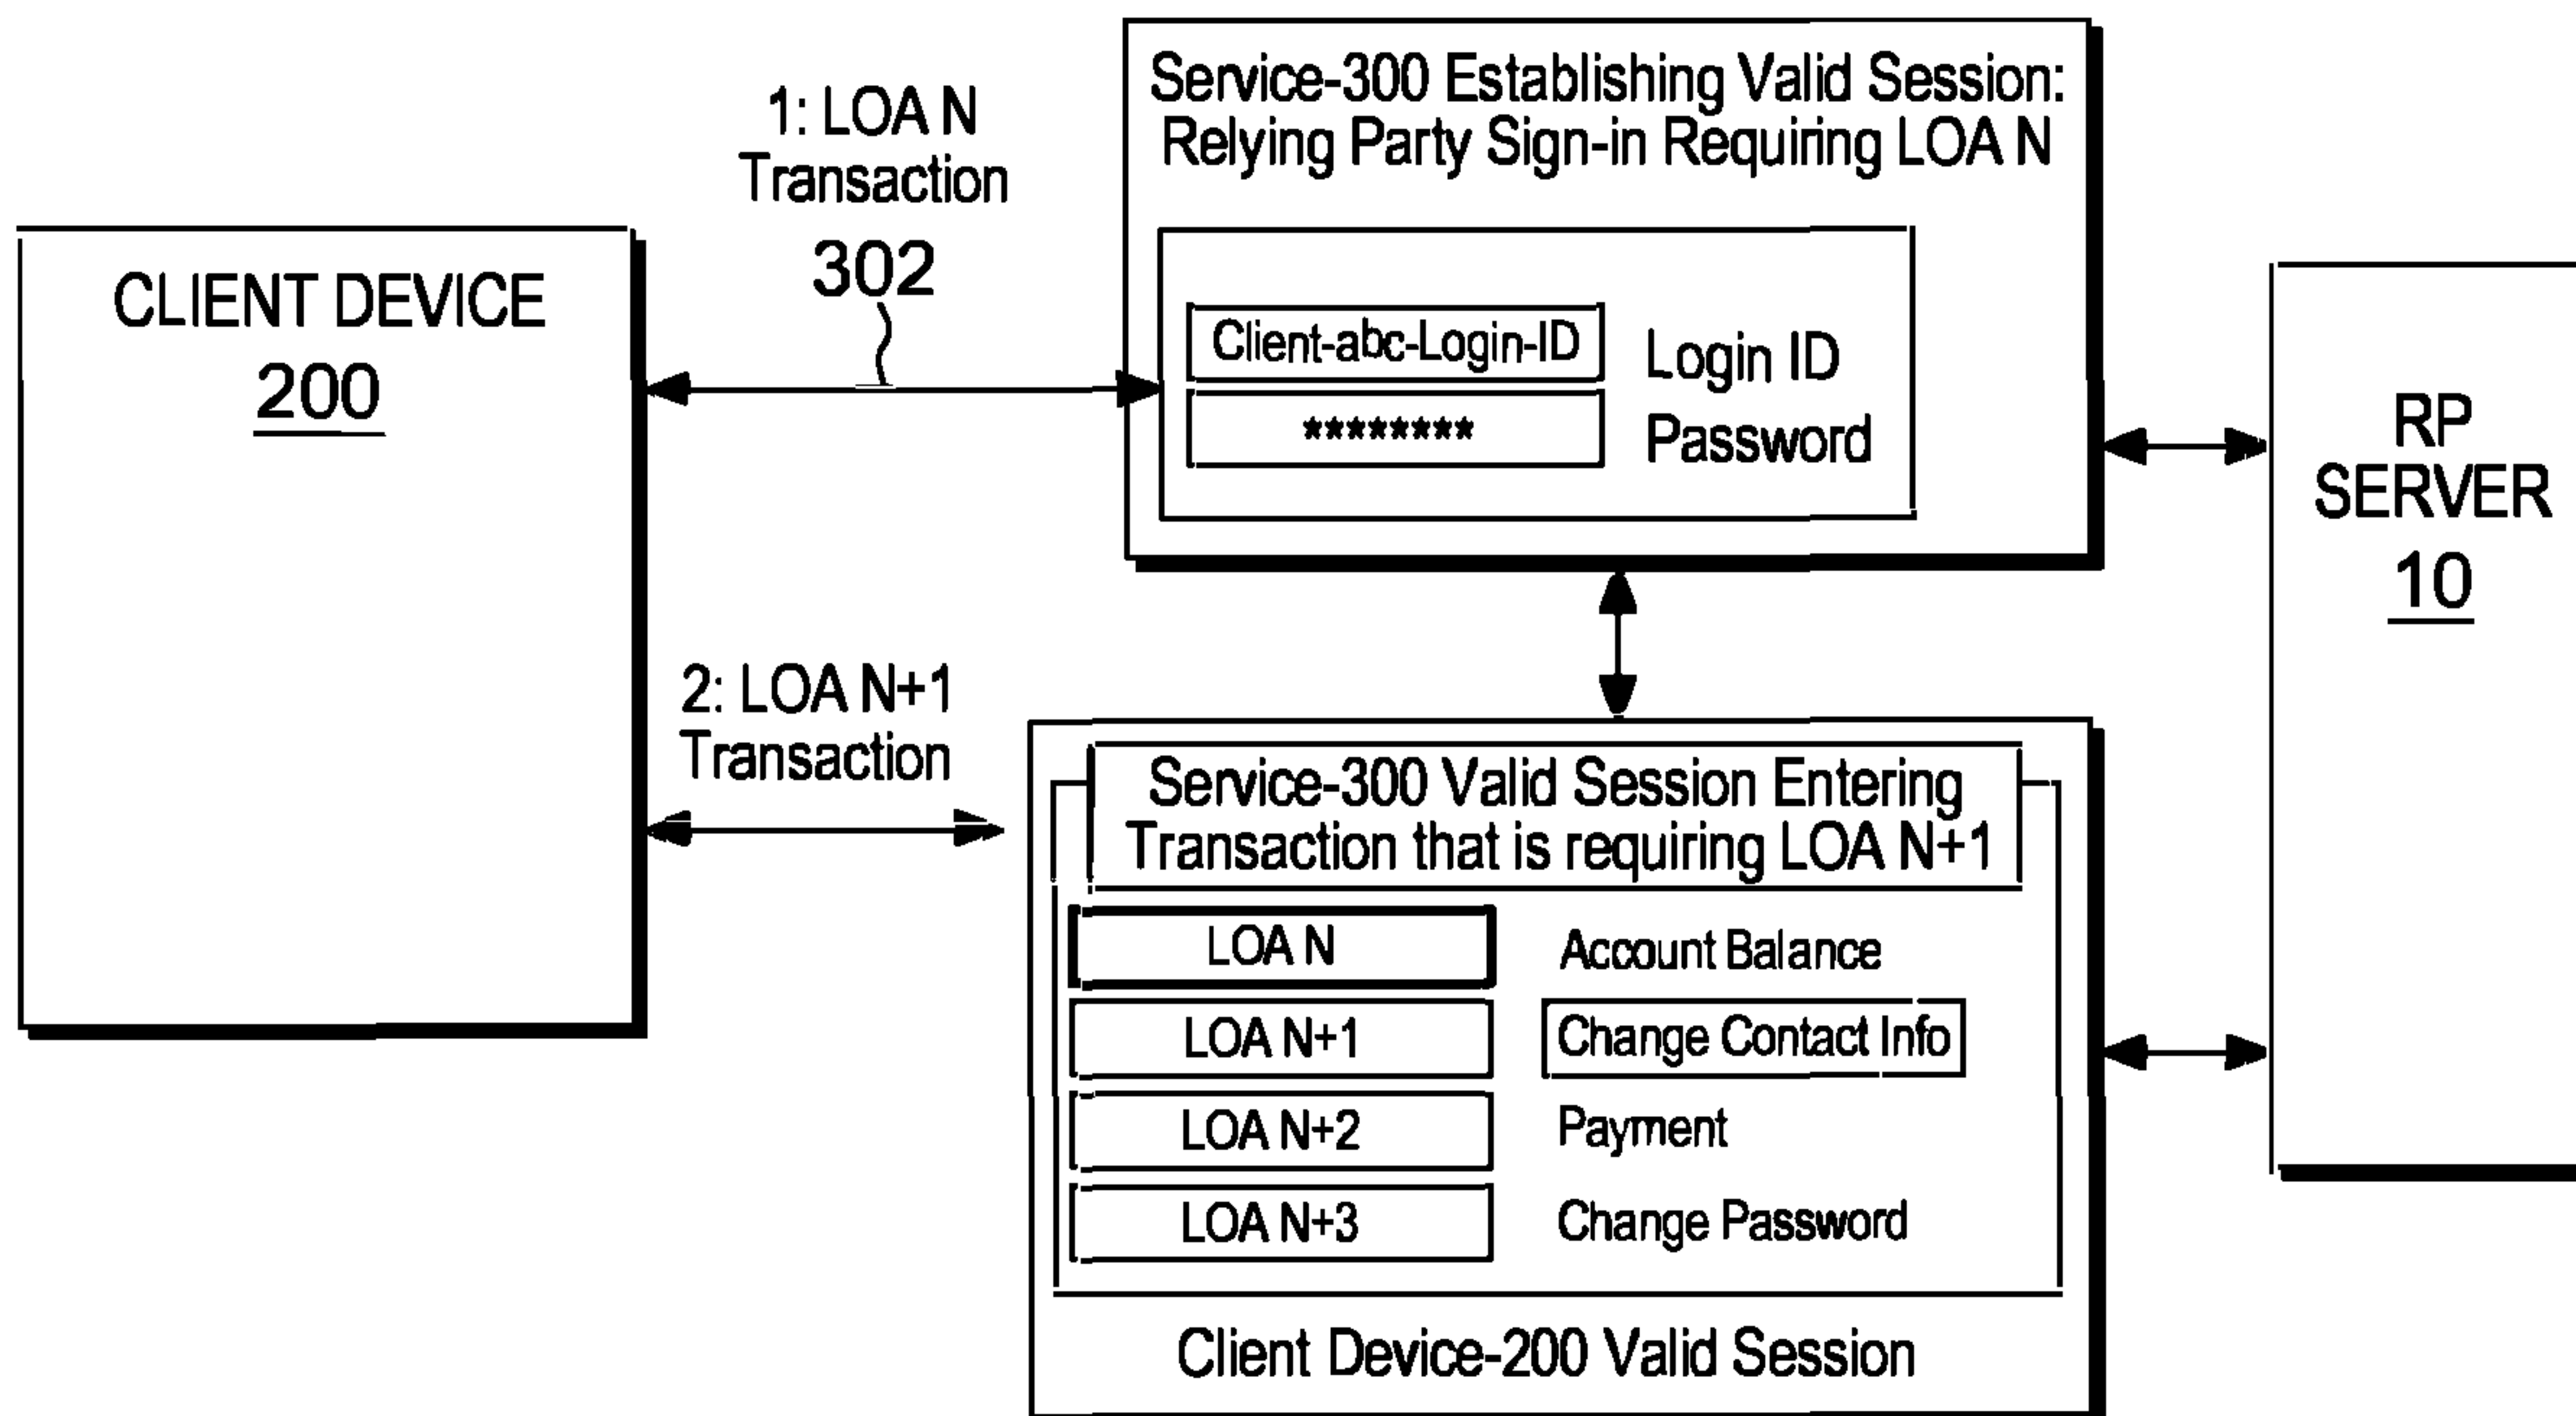 1: LOA N
Transaction
302
CLIENT DEVICE
200
Service-300 Establishing Valid Session:
Relying Party Sign-in Requiring LOA N
Client-abc-Login-ID
Login ID
********
Password
RP
SERVER
10
2: LOA N+1
Transaction
Service-300 Valid Session Entering
Transaction that is requiring LOA N+1
LOA N
Account Balance
LOA N+1
Change Contact Info
LOA N+2
Payment
LOA N+3
Change Password
Client Device-200 Valid Session